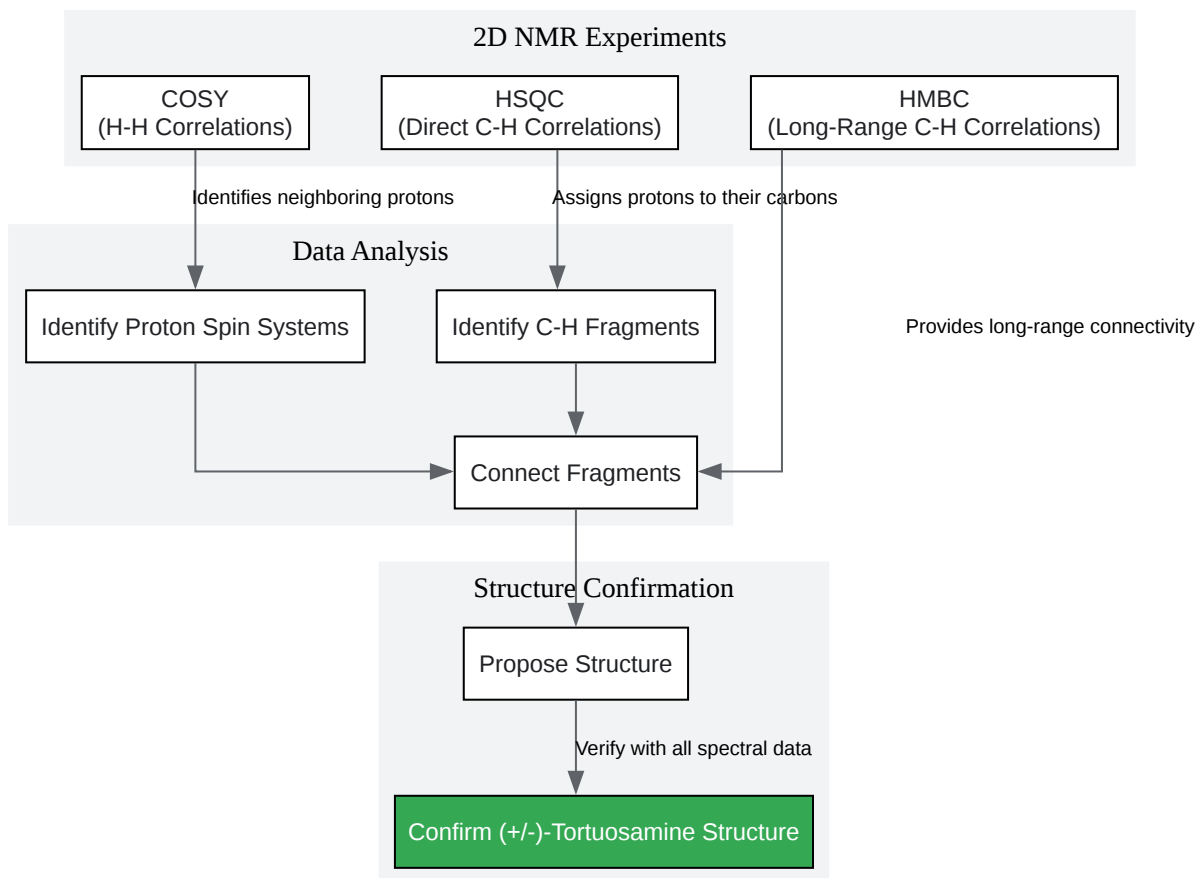 2D NMR Experiments
COSY
(H-H Correlations)
HSQC
(Direct C-H Correlations)
HMBC
(Long-Range C-H Correlations)
Identifies neighboring protons
Assigns protons to their carbons
Data Analysis
Identify Proton Spin Systems
Identify C-H Fragments
Provides long-range connectivity
Connect Fragments
Structure Confirmation
Propose Structure
Verify with all spectral data
Confirm (+/-)-Tortuosamine Structure